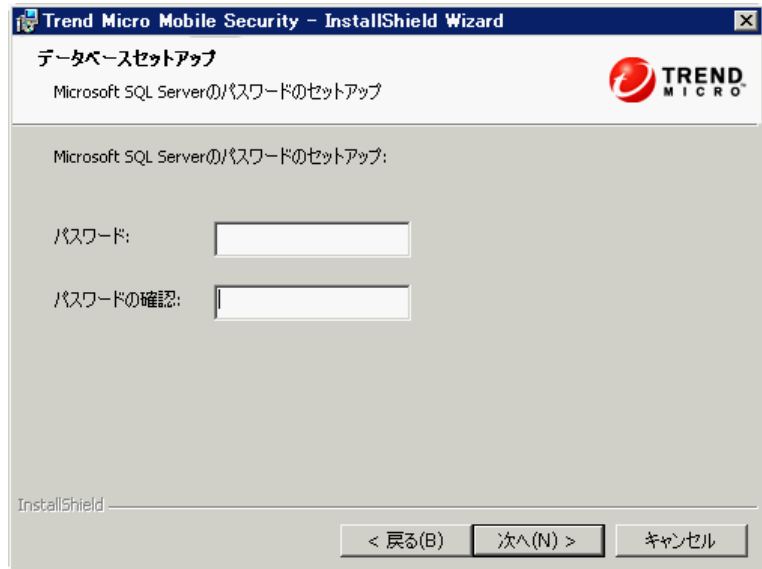 Trend Micro Mobile Security - InstallShield Wizard
データベースセットアップ
Microsoft SQL Serverのパスワードのセットアップ
TREND
MICRO
Microsoft SQL Serverのパスワードのセットアップ:
パスワード:
パスワードの確認:
InstallShield
< 戻る(B)
次へ(N) >
キャンセル